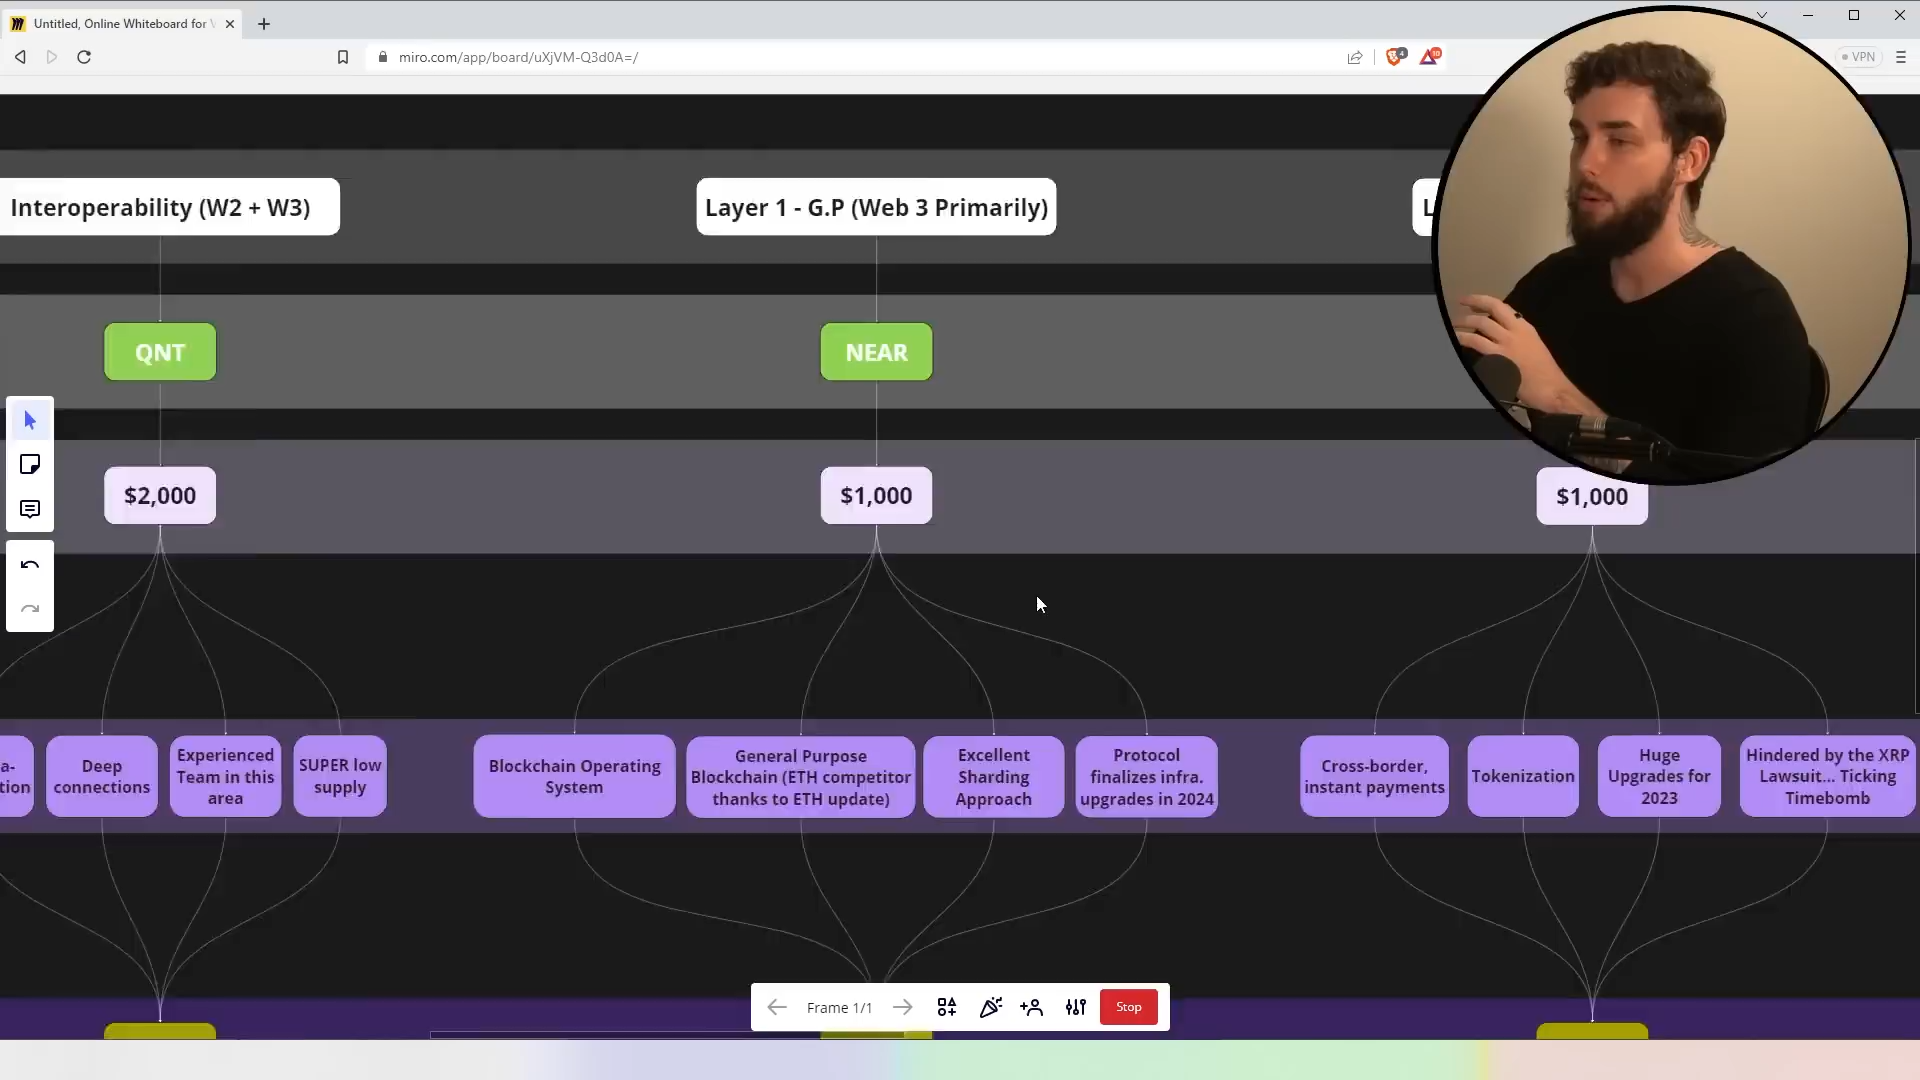 Untitled, Online Whiteboard for
miro.com/app/board/uXjVM-Q3d0A=/
4
10
VPN
Interoperability (W2 + W3)
Layer 1 - G.P (Web 3 Primarily)
L
QNT
NEAR
$2,000
$1,000
$1,000
a-
tion
Deep
connections
Experienced
Team in this
area
SUPER low
supply
Blockchain Operating
System
General Purpose
Blockchain (ETH competitor
thanks to ETH update)
Excellent
Sharding
Approach
Protocol
finalizes infra.
upgrades in 2024
Cross-border,
instant payments
Tokenization
Huge
Upgrades for
2023
Hindered by the XRP
Lawsuit... Ticking
Timebomb
Frame 1/1
Stop